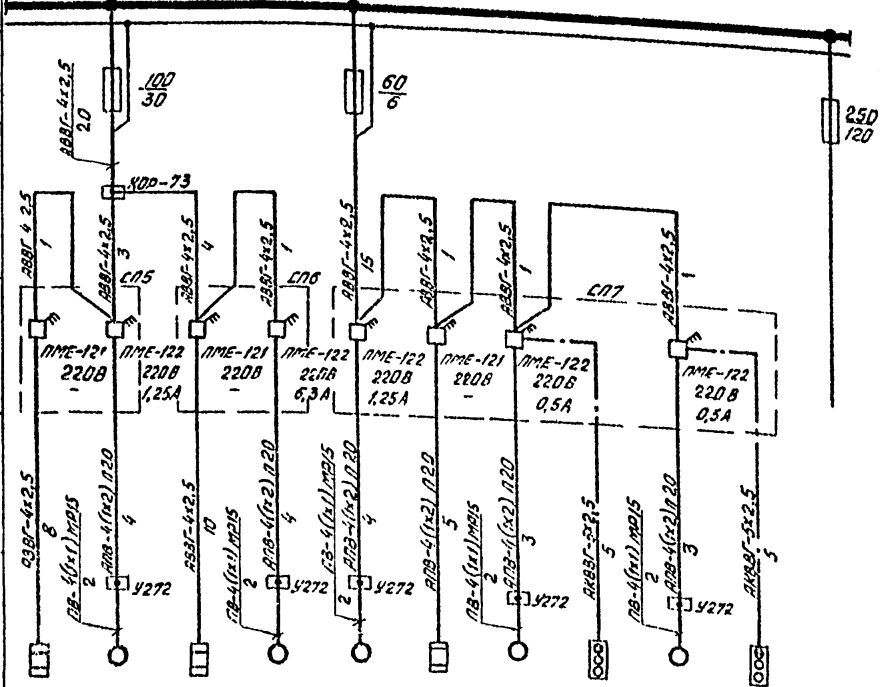 100
30
60
6
250
120
АВВГ-4х2,5
20
КОР-73
АВВГ 4 2,5
1
АВВГ-4х2,5
3
АВВГ-4х2,5
4
АВВГ-4х2,5
1
АВВГ-4х2,5
15
АВВГ-4х2,5
1
АВВГ-4х2,5
1
АВВГ-4х2,5
1
СП5
СП6
СП7
ПМЕ-121
220В
-
ПМЕ-122
220В
1,25А
ПМЕ-121
220В
-
ПМЕ-122
220В
6,3А
ПМЕ-122
220В
1,25А
ПМЕ-121
220В
-
ПМЕ-122
220В
0,5А
ПМЕ-122
220В
0,5А
АВВГ-4х2,5
8
ПВ-4(1х1)МР15
2
АПВ-4(1х2)П20
4
У272
АВВГ-4х2,5
10
ПВ-4(1х1)МР15
2
АПВ-4(1х2)П20
4
У272
ПВ-4(1х1)МР15
2
АПВ-4(1х2)П20
4
У272
АПВ-4(1х2)П20
5
ПВ-4(1х1)МР15
2
АПВ-4(1х2)П20
3
У272
АКВВГ-5х2,5
5
ПВ-4(1х1)МР15
2
АПВ-4(1х2)П20
3
У272
АКВВГ-5х2,5
5